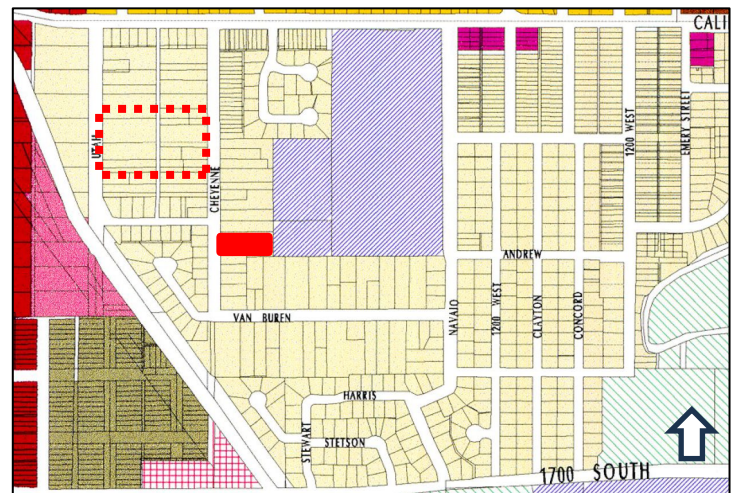 CALI
UTAH
CHEYENNE
1200 WEST
EMERY STREET
ANDREW
NAVAJO
1200 WEST
CLAYTON
CONCORD
VAN BUREN
HARRIS
STEWART
STETSON
1700 SOUTH